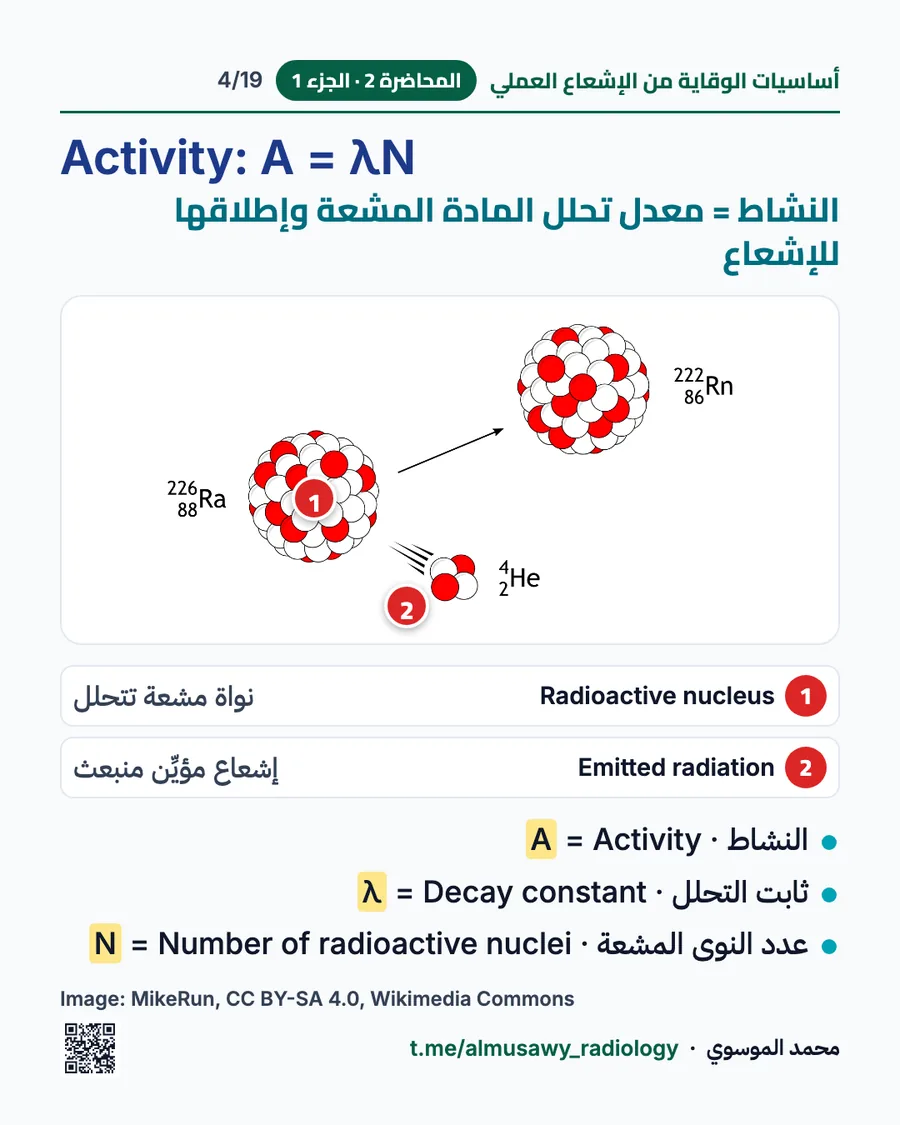 أساسيات الوقاية من الإشعاع العملي المحاضرة 2 · الجزء 1 4/19
Activity: A = λN
النشاط = معدل تحلل المادة المشعة وإطلاقها
للإشعاع
222
86Rn
226
88Ra
1
4
2He
2
1 Radioactive nucleus نواة مشعة تتحلل
2 Emitted radiation إشعاع مؤيِّن منبعث
A = Activity · النشاط
λ = Decay constant · ثابت التحلل
N = Number of radioactive nuclei · عدد النوى المشعة
Image: MikeRun, CC BY-SA 4.0, Wikimedia Commons
محمد الموسوي · t.me/almusawy_radiology